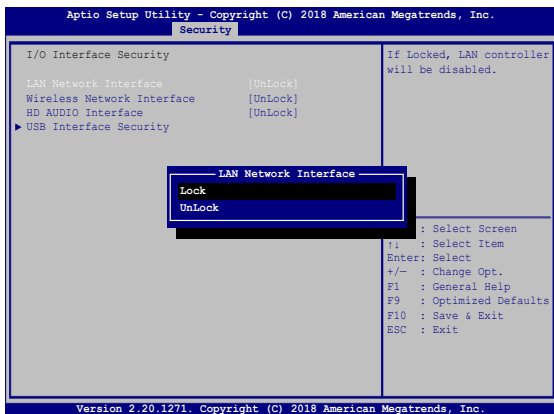 Aptio Setup Utility - Copyright (C) 2018 American Megatrends, Inc.
Security
I/O Interface Security
LAN Network Interface [UnLock]
Wireless Network Interface [UnLock]
HD AUDIO Interface [UnLock]
USB Interface Security
If Locked, LAN controller
will be disabled.
LAN Network Interface
Lock
UnLock
: Select Screen
↑↓ : Select Item
Enter: Select
+/— : Change Opt.
F1 : General Help
F9 : Optimized Defaults
F10 : Save & Exit
ESC : Exit
Version 2.20.1271. Copyright (C) 2018 American Megatrends, Inc.